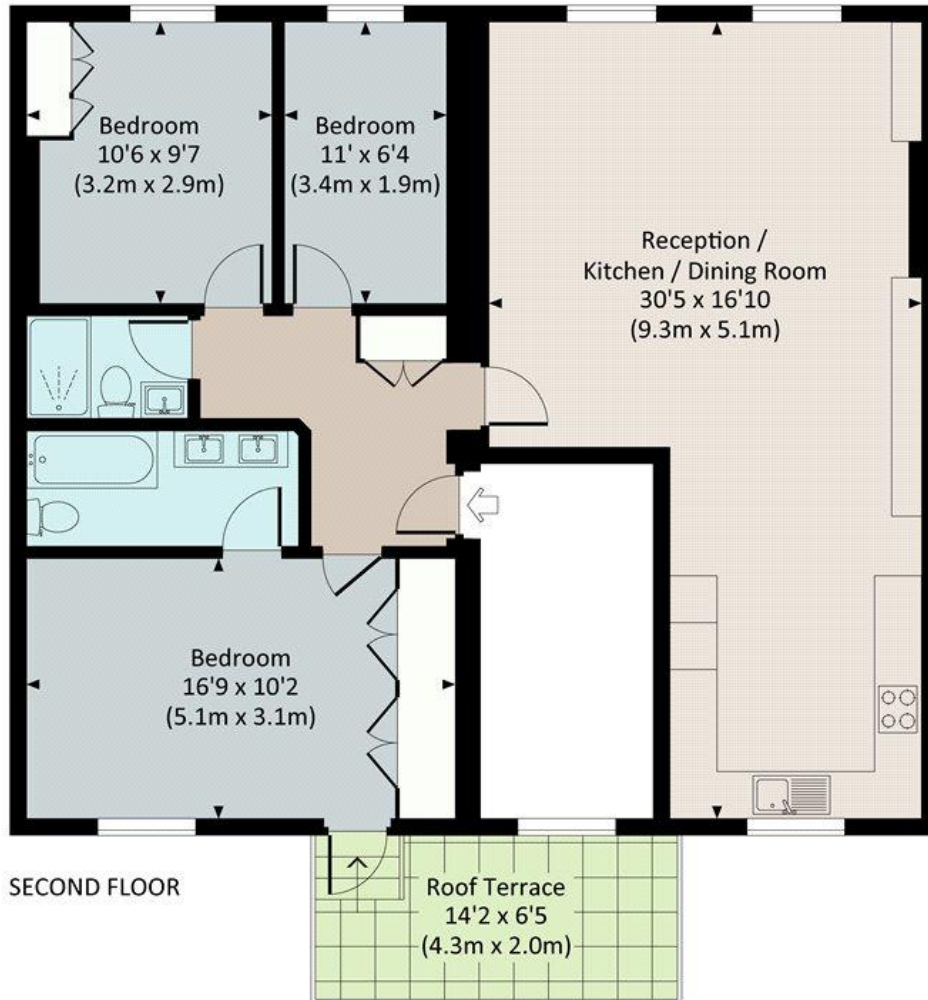 Bedroom
10'6 x 9'7
(3.2m x 2.9m)
Bedroom
11' x 6'4
(3.4m x 1.9m)
Reception /
Kitchen / Dining Room
30'5 x 16'10
(9.3m x 5.1m)
Bedroom
16'9 x 10'2
(5.1m x 3.1m)
SECOND FLOOR
Roof Terrace
14'2 x 6'5
(4.3m x 2.0m)